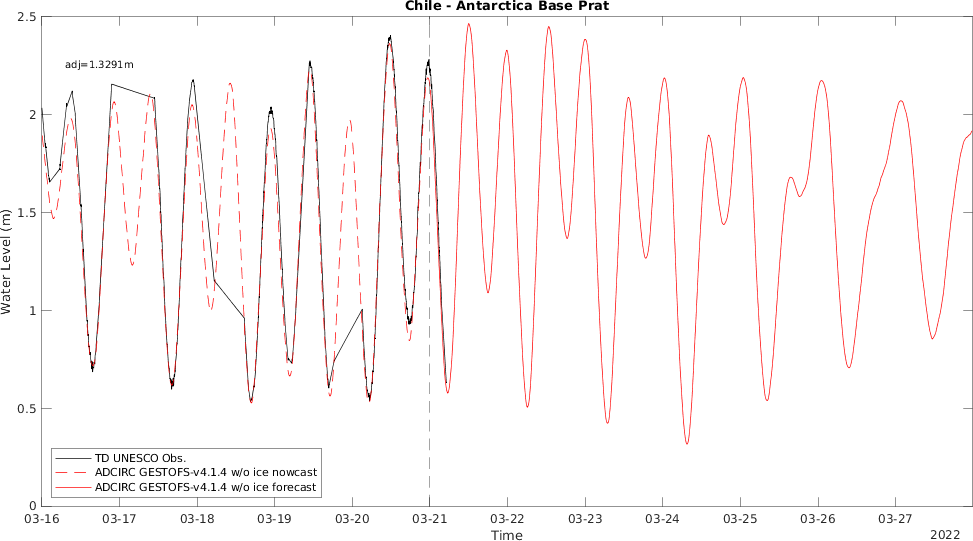 Chile - Antarctica Base Prat
2.5
2
1.5
1
0.5
0
Water Level (m)
adj=1.3291m
TD UNESCO Obs.
ADCIRC GESTOFS-v4.1.4 w/o ice nowcast
ADCIRC GESTOFS-v4.1.4 w/o ice forecast
03-16 03-17 03-18 03-19 03-20 03-21 03-22 03-23 03-24 03-25 03-26 03-27
Time
2022